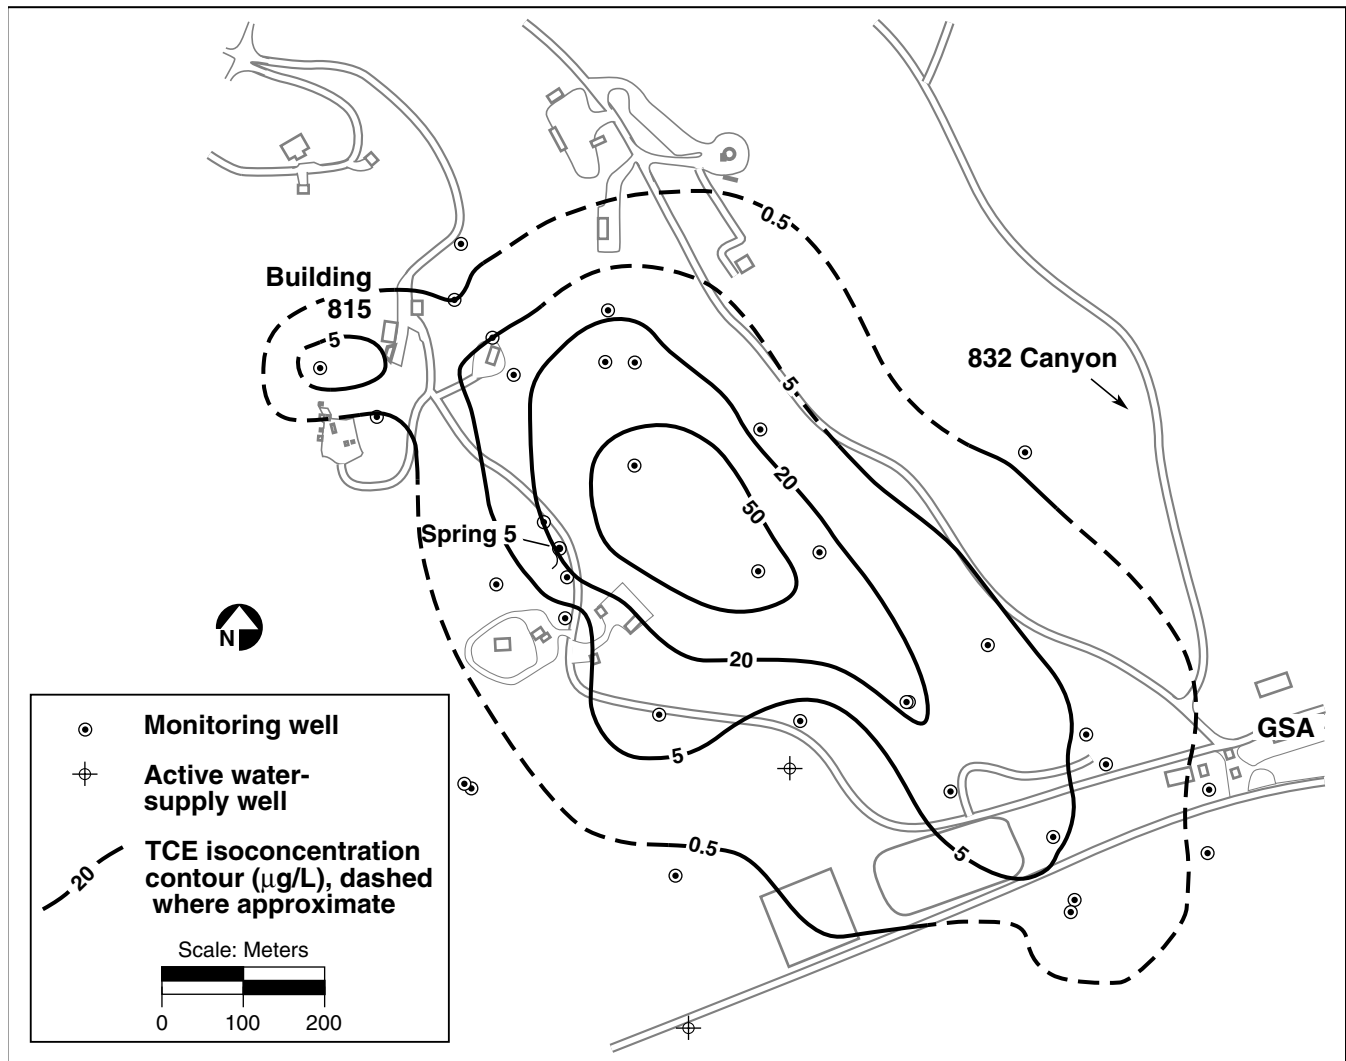 0.5
Building
815
5
832 Canyon
5
20
50
Spring 5
N
20
GSA
5
0.5
5
Monitoring well
Active water-
supply well
TCE isoconcentration
contour (μg/L), dashed
where approximate
20
Scale: Meters
0 100 200